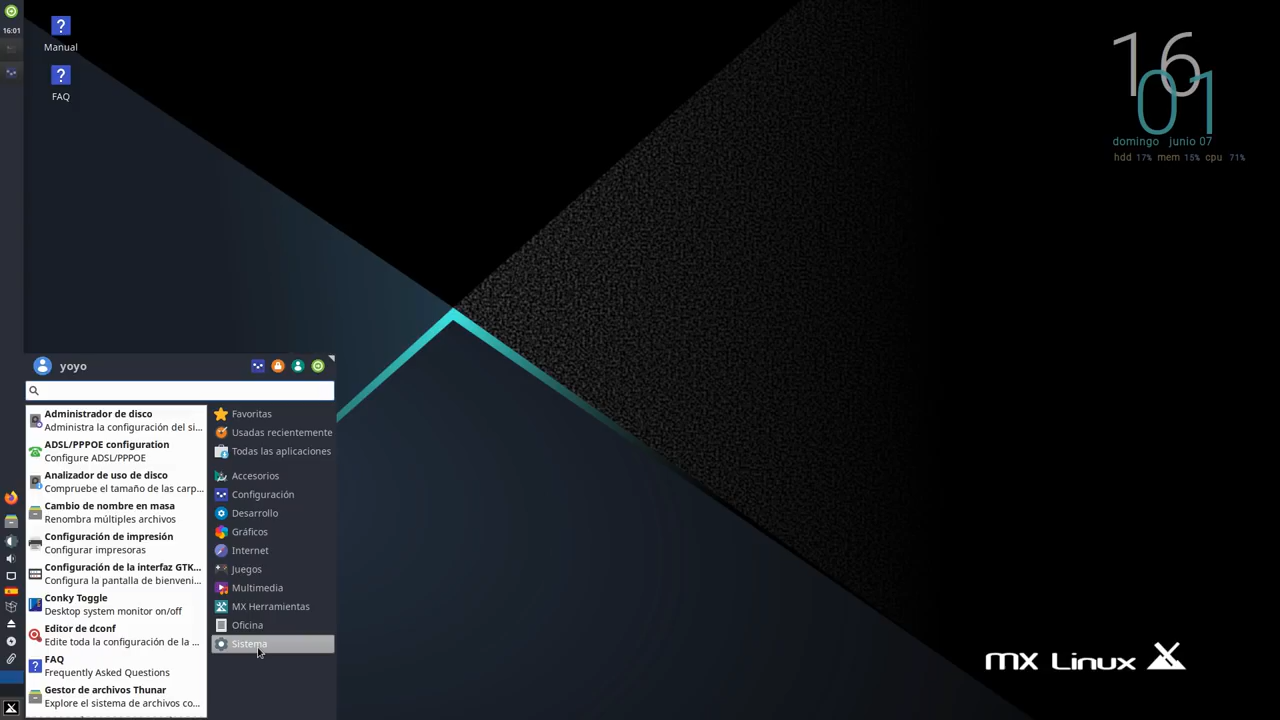 16:01
Manual
FAQ
16
01
domingo junio 07
hdd 17% mem 15% cpu 71%
yoyo
Administrador de disco
Administra la configuración del si...
ADSL/PPPOE configuration
Configure ADSL/PPPOE
Analizador de uso de disco
Compruebe el tamaño de las carp...
Cambio de nombre en masa
Renombra múltiples archivos
Configuración de impresión
Configurar impresoras
Configuración de la interfaz GTK...
Configura la pantalla de bienveni...
Conky Toggle
Desktop system monitor on/off
Editor de dconf
Edite toda la configuración de la ...
FAQ
Frequently Asked Questions
Gestor de archivos Thunar
Explore el sistema de archivos co...
Favoritas
Usadas recientemente
Todas las aplicaciones
Accesorios
Configuración
Desarrollo
Gráficos
Internet
Juegos
Multimedia
MX Herramientas
Oficina
Sistema
MX Linux